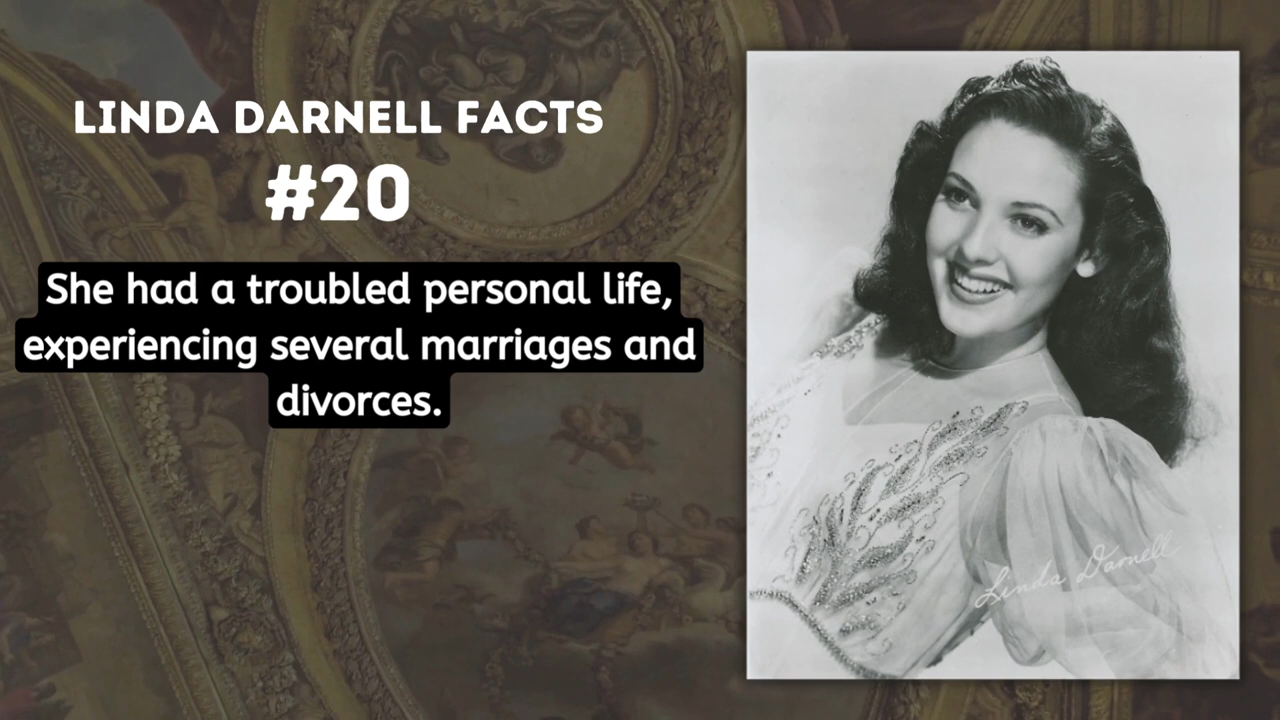 LINDA DARNELL FACTS
#20
She had a troubled personal life,
experiencing several marriages and
divorces.
Linda Darnell